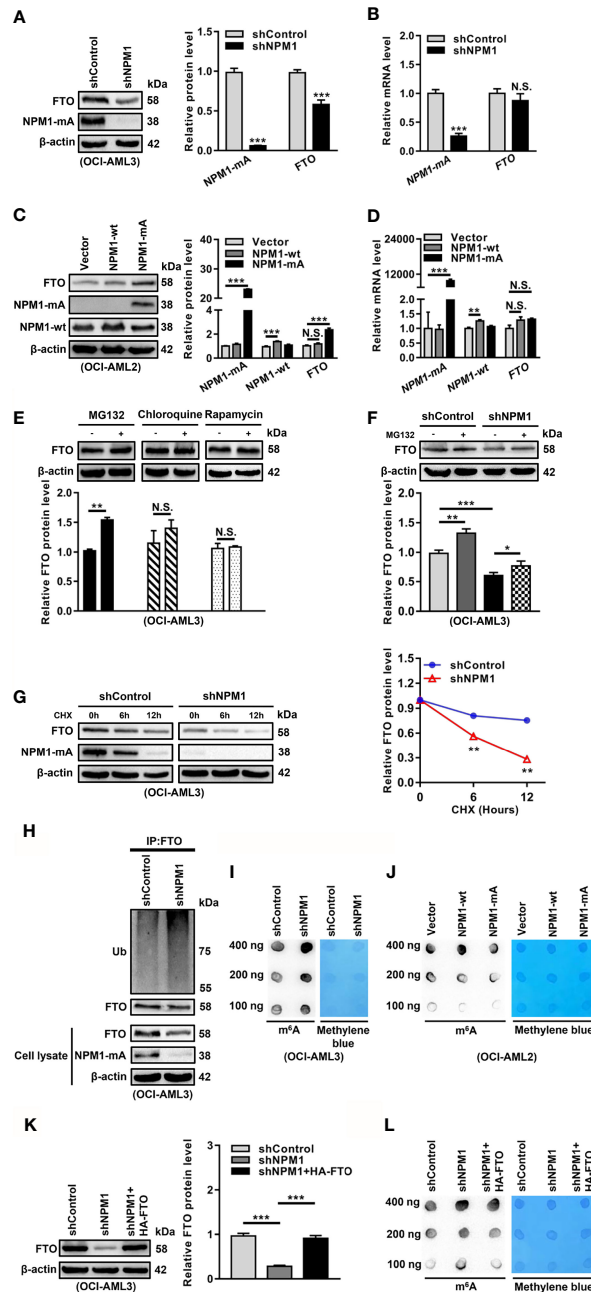 A
shControl
shNPM1
kDa
FTO 58
NPM1-mA 38
β-actin 42
(OCI-AML3)
Relative protein level
shControl
shNPM1
1.5
1.0
0.5
0.0
***
***
NPM1-mA
FTO
B
Relative mRNA level
shControl
shNPM1
2.0
1.5
1.0
0.5
0.0
***
N.S.
NPM1-mA
FTO
C
Vector
NPM1-wt
NPM1-mA
kDa
FTO 58
NPM1-mA 38
NPM1-wt 38
β-actin 42
(OCI-AML2)
Relative protein level
Vector
NPM1-wt
NPM1-mA
40
20
4
2
0
***
***
N.S.
***
NPM1-mA
NPM1-wt
FTO
D
Relative mRNA level
Vector
NPM1-wt
NPM1-mA
24000
12000
2.0
1.5
1.0
0.5
0.0
***
**
N.S.
N.S.
NPM1-mA
NPM1-wt
FTO
E
MG132 Chloroquine Rapamycin
- + - + - + kDa
FTO 58
β-actin 42
Relative FTO protein level
2.0
1.5
1.0
0.5
0.0
**
N.S.
N.S.
(OCI-AML3)
F
shControl shNPM1
MG132 - + - + kDa
FTO 58
β-actin 42
Relative FTO protein level
2.0
1.5
1.0
0.5
0.0
***
**
*
(OCI-AML3)
G
shControl shNPM1
CHX 0h 6h 12h 0h 6h 12h kDa
FTO 58
NPM1-mA 38
β-actin 42
(OCI-AML3)
Relative FTO protein level
shControl
shNPM1
1.5
1.2
0.9
0.6
0.3
0.0
**
**
0 6 12
CHX (Hours)
H
IP:FTO
shControl
shNPM1
kDa
Ub
75
55
FTO 58
Cell lysate
FTO 58
NPM1-mA 38
β-actin 42
(OCI-AML3)
I
shControl
shNPM1
shControl
shNPM1
400 ng
200 ng
100 ng
m⁶A
Methylene
blue
(OCI-AML3)
J
Vector
NPM1-wt
NPM1-mA
Vector
NPM1-wt
NPM1-mA
400 ng
200 ng
100 ng
m⁶A
Methylene blue
(OCI-AML2)
K
shControl
shNPM1
shNPM1+
HA-FTO
kDa
FTO 58
β-actin 42
(OCI-AML3)
Relative FTO protein level
shControl
shNPM1
shNPM1+HA-FTO
3
2
1
0
***
***
L
shControl
shNPM1
shNPM1+
HA-FTO
shControl
shNPM1
shNPM1+
HA-FTO
400 ng
200 ng
100 ng
m⁶A
Methylene blue
(OCI-AML3)